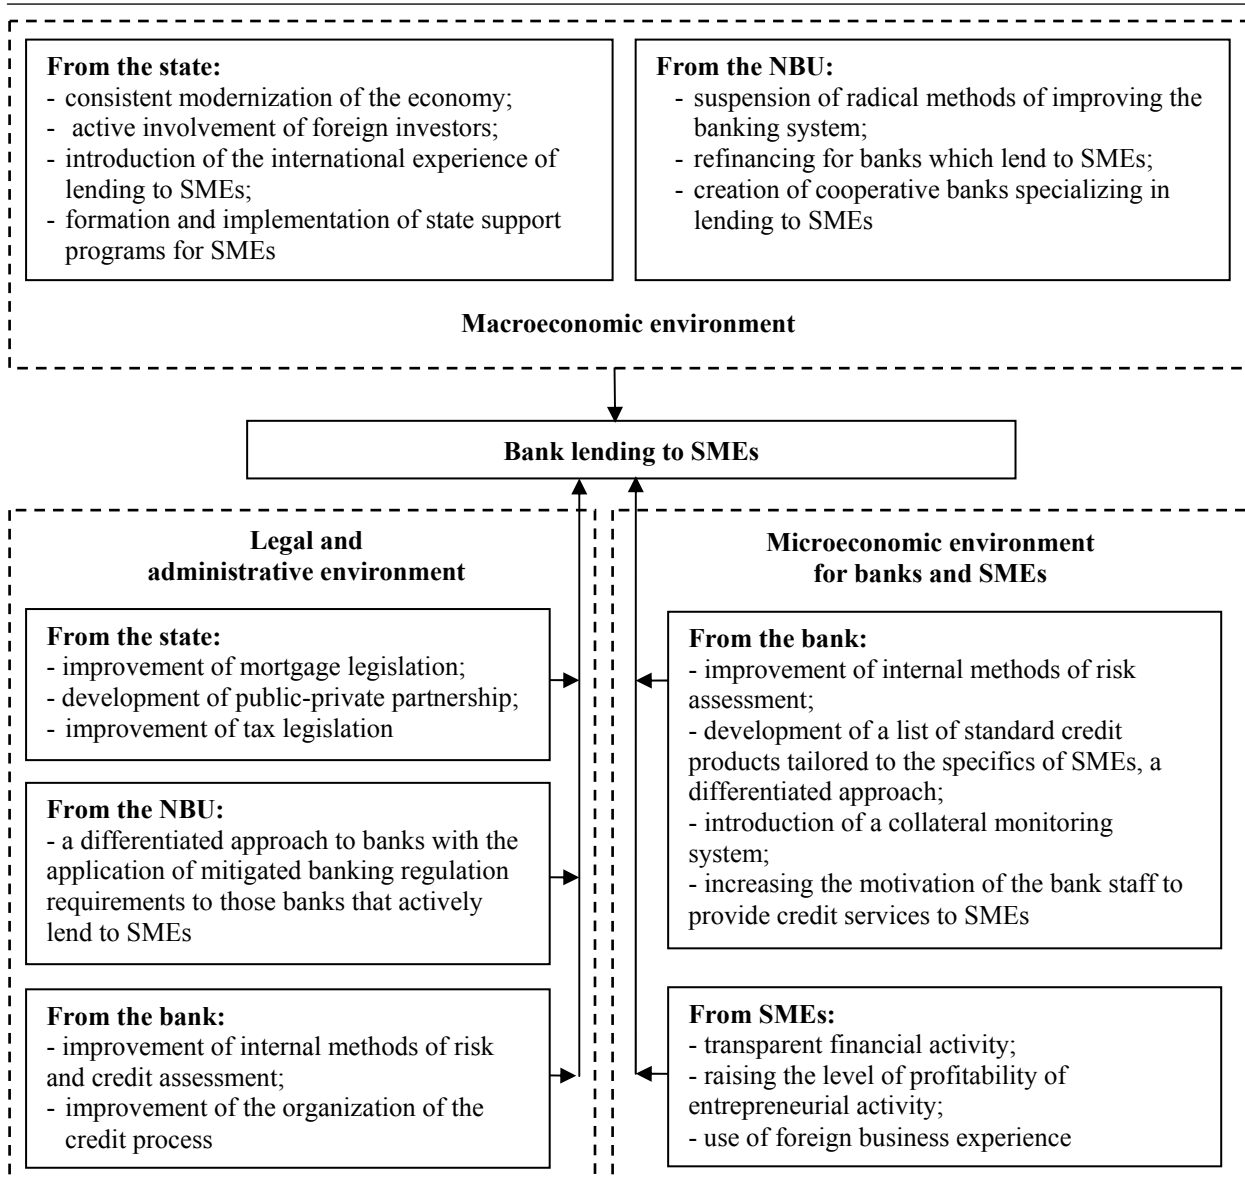 From the state:
- consistent modernization of the economy;
- active involvement of foreign investors;
- introduction of the international experience of
lending to SMEs;
- formation and implementation of state support
programs for SMEs
From the NBU:
- suspension of radical methods of improving the
banking system;
- refinancing for banks which lend to SMEs;
- creation of cooperative banks specializing in
lending to SMEs
Macroeconomic environment
Bank lending to SMEs
Legal and
administrative environment
From the state:
- improvement of mortgage legislation;
- development of public-private partnership;
- improvement of tax legislation
From the NBU:
- a differentiated approach to banks with the
application of mitigated banking regulation
requirements to those banks that actively
lend to SMEs
From the bank:
- improvement of internal methods of risk
and credit assessment;
- improvement of the organization of the
credit process
Microeconomic environment
for banks and SMEs
From the bank:
- improvement of internal methods of risk
assessment;
- development of a list of standard credit
products tailored to the specifics of SMEs, a
differentiated approach;
- introduction of a collateral monitoring
system;
- increasing the motivation of the bank staff to
provide credit services to SMEs
From SMEs:
- transparent financial activity;
- raising the level of profitability of
entrepreneurial activity;
- use of foreign business experience